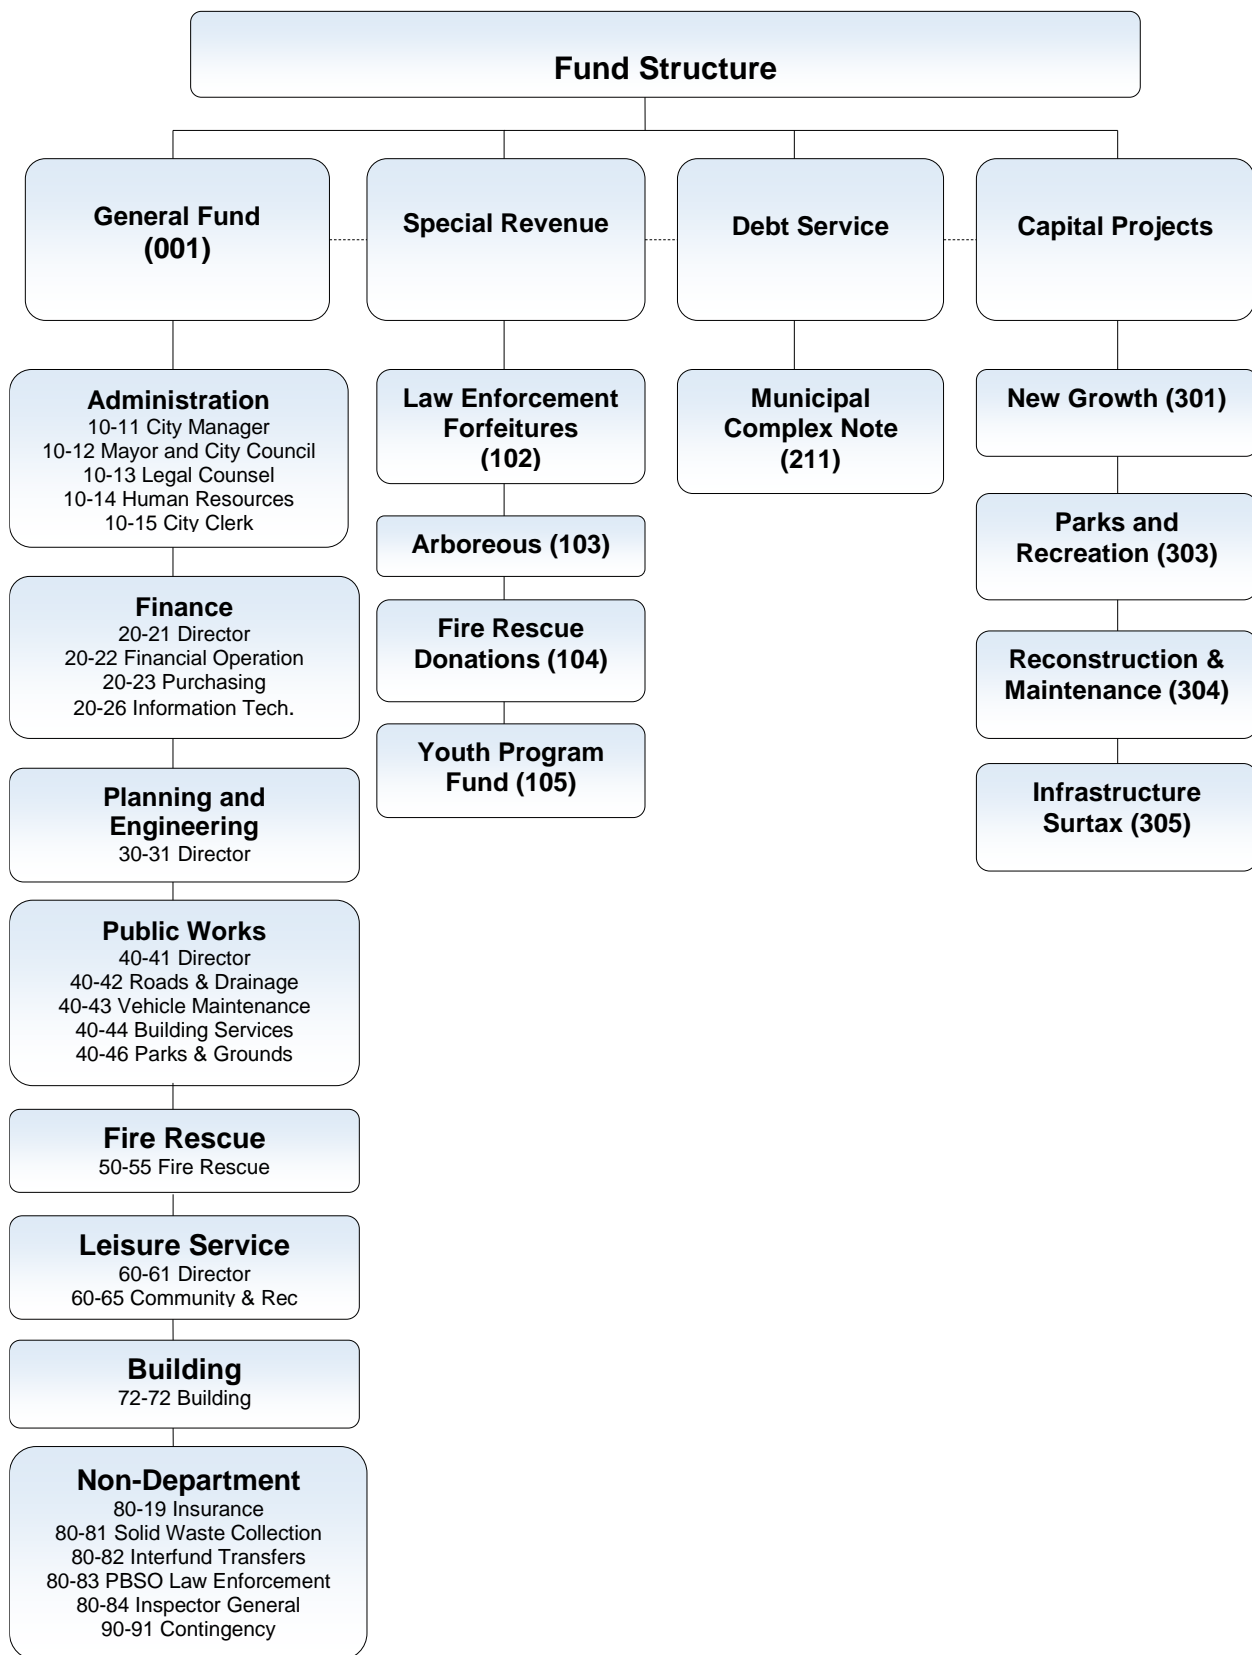 Fund Structure
General Fund
(001)
Special Revenue
Debt Service
Capital Projects
Administration
10-11 City Manager
10-12 Mayor and City Council
10-13 Legal Counsel
10-14 Human Resources
10-15 City Clerk
Finance
20-21 Director
20-22 Financial Operation
20-23 Purchasing
20-26 Information Tech.
Planning and
Engineering
30-31 Director
Public Works
40-41 Director
40-42 Roads & Drainage
40-43 Vehicle Maintenance
40-44 Building Services
40-46 Parks & Grounds
Fire Rescue
50-55 Fire Rescue
Leisure Service
60-61 Director
60-65 Community & Rec
Building
72-72 Building
Non-Department
80-19 Insurance
80-81 Solid Waste Collection
80-82 Interfund Transfers
80-83 PBSO Law Enforcement
80-84 Inspector General
90-91 Contingency
Law Enforcement
Forfeitures
(102)
Arboreous (103)
Fire Rescue
Donations (104)
Youth Program
Fund (105)
Municipal
Complex Note
(211)
New Growth (301)
Parks and
Recreation (303)
Reconstruction &
Maintenance (304)
Infrastructure
Surtax (305)